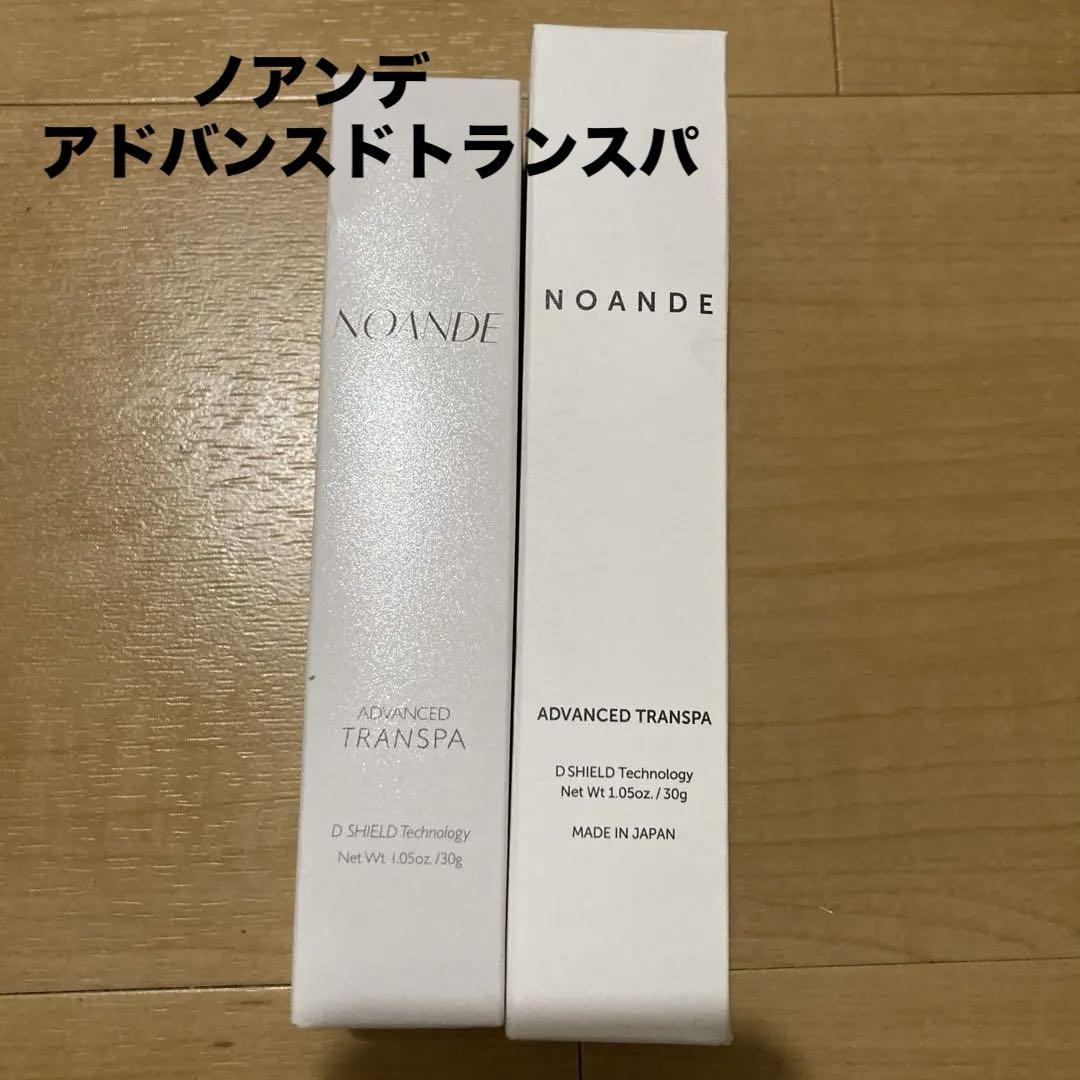 ノアンデ
アドバンスドトランスパ
NOANDE
ADVANCED
TRANSPA
D SHIELD Technology
Net Wt 1.05oz. /30g
NOANDE
ADVANCED TRANSPA
D SHIELD Technology
Net Wt 1.05oz. / 30g
MADE IN JAPAN